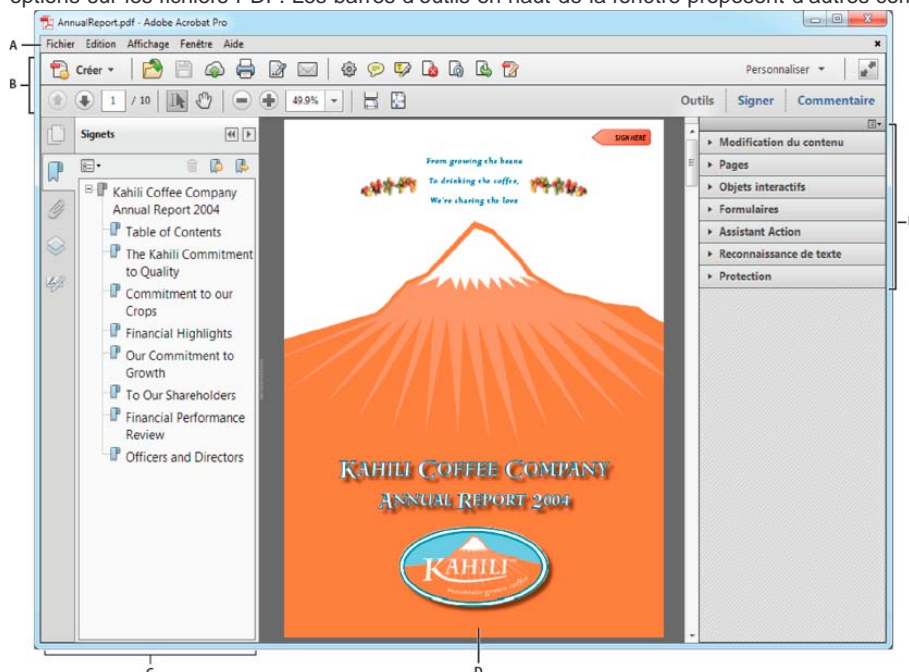 options sur les fichiers PDF. Les barres d'outils en haut de la fenêtre proposent d'autres
AnnualReport.pdf - Adobe Acrobat Pro
A
Fichier Edition Affichage Fenêtre Aide
B
Créer
Personnaliser
1 / 10
49.9%
Outils Signer Commentaire
Signets
Kahili Coffee Company
Annual Report 2004
Table of Contents
The Kahili Commitment
to Quality
Commitment to our
Crops
Financial Highlights
Our Commitment to
Growth
To Our Shareholders
Financial Performance
Review
Officers and Directors
SIGN HERE
From growing the beans
To drinking the coffee,
We're sharing the love
KAHILI COFFEE COMPANY
ANNUAL REPORT 2004
KAHILI
mountain grown coffee
Modification du contenu
Pages
Objets interactifs
Formulaires
Assistant Action
Reconnaissance de texte
Protection